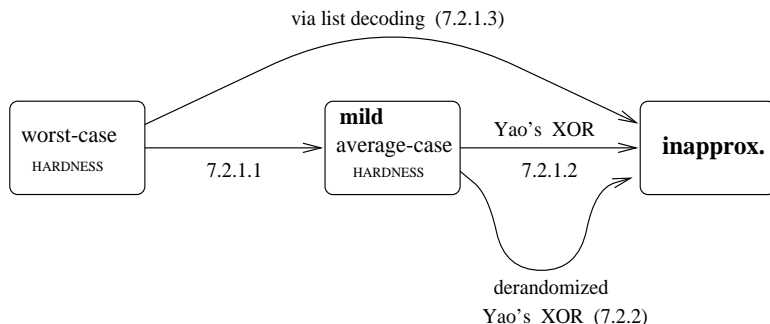 via list decoding (7.2.1.3)
worst-case
HARDNESS
7.2.1.1
mild
average-case
HARDNESS
Yao's XOR
7.2.1.2
inapprox.
derandomized
Yao's XOR (7.2.2)